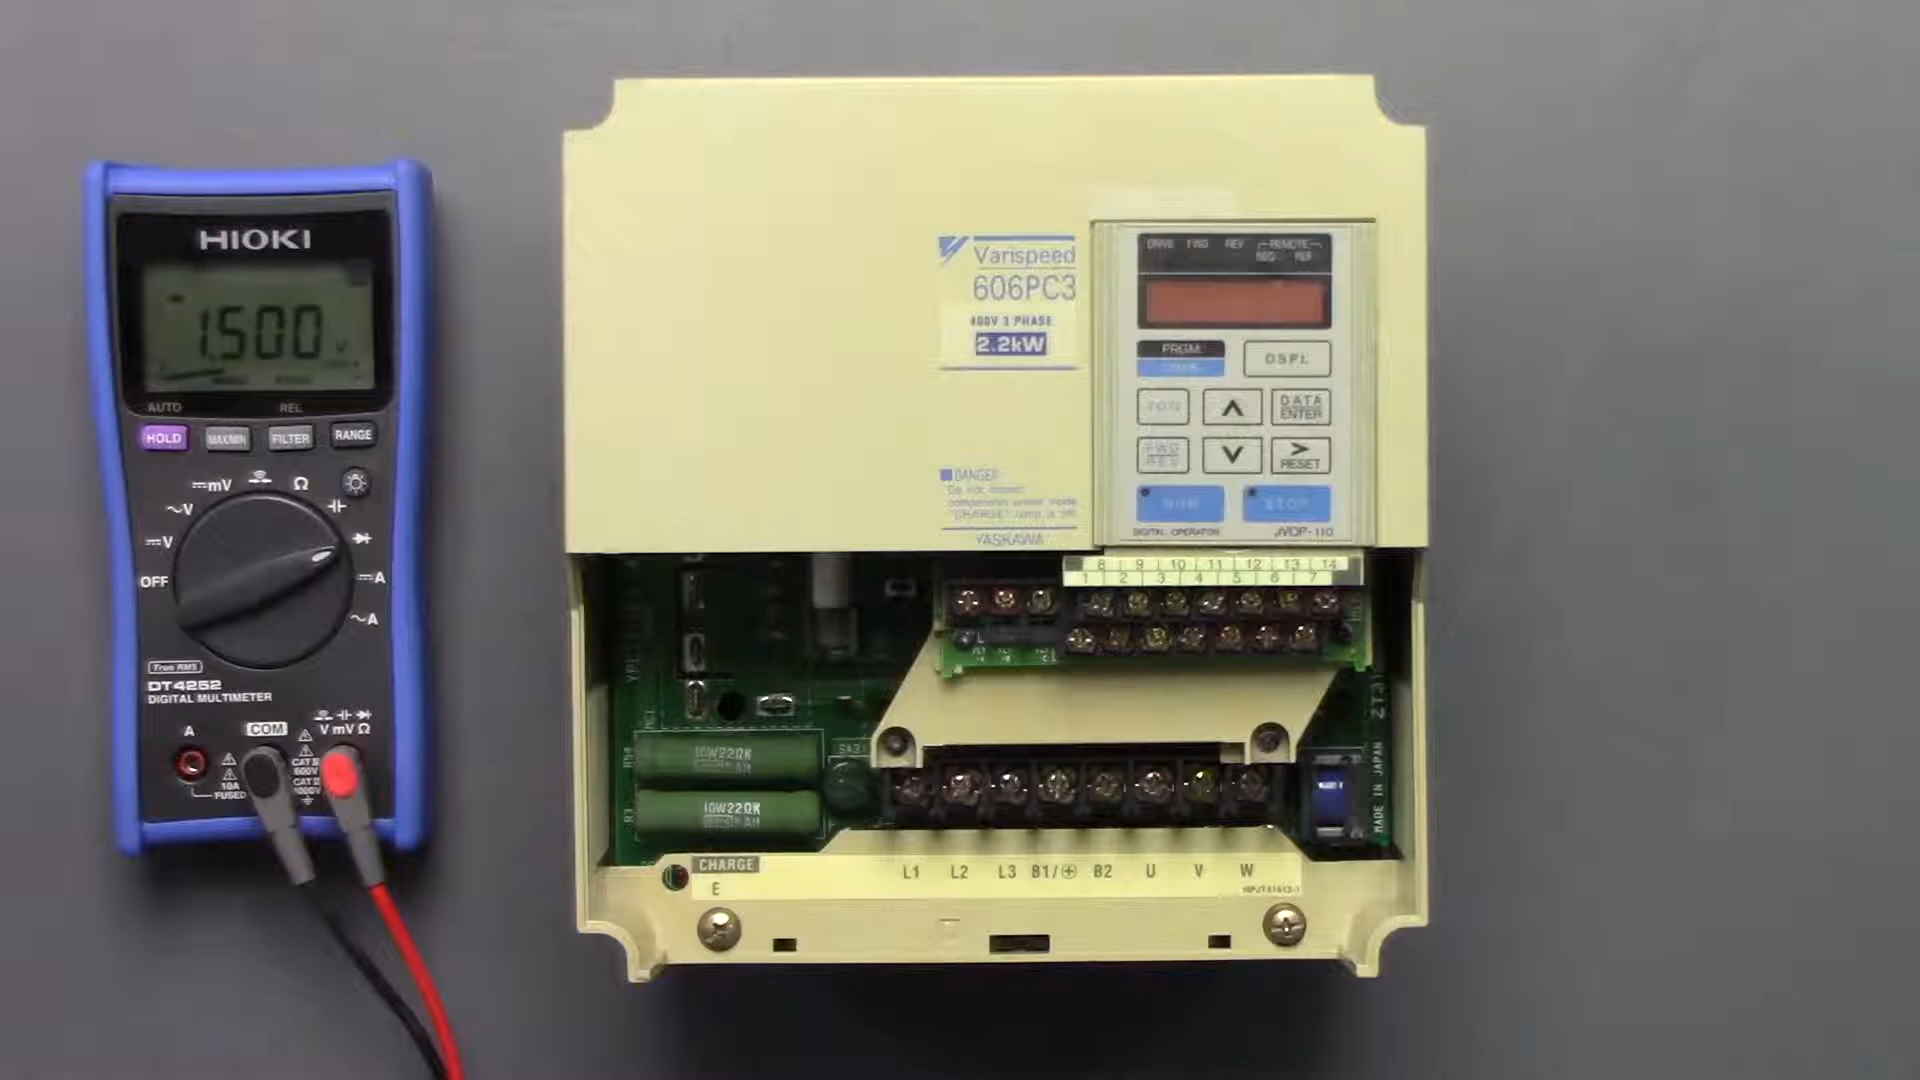 HIOKI
1.500 V
AUTO
REL
HOLD
MAX/MIN
FILTER
RANGE
mV
Ω
~V
V
OFF
A
~A
True RMS
DT4252
DIGITAL MULTIMETER
A
COM
V mV Ω
10A
FUSED
Varispeed
606PC3
400V 3 PHASE
2.2kW
DANGER
YASKAWA
DRIVE FWD REV REMOTE
SEQ REF
PRGM
DSPL
DATA
ENTER
FWD
REV
>
RESET
RUN
STOP
DIGITAL OPERATOR
JVOP-110
8 9 10 11 12 13 14
1 2 3 4 5 6 7
10W22ΩK
10W22ΩK
MADE IN JAPAN
CHARGE
E
L1 L2 L3 B1/⊕ B2 U V W